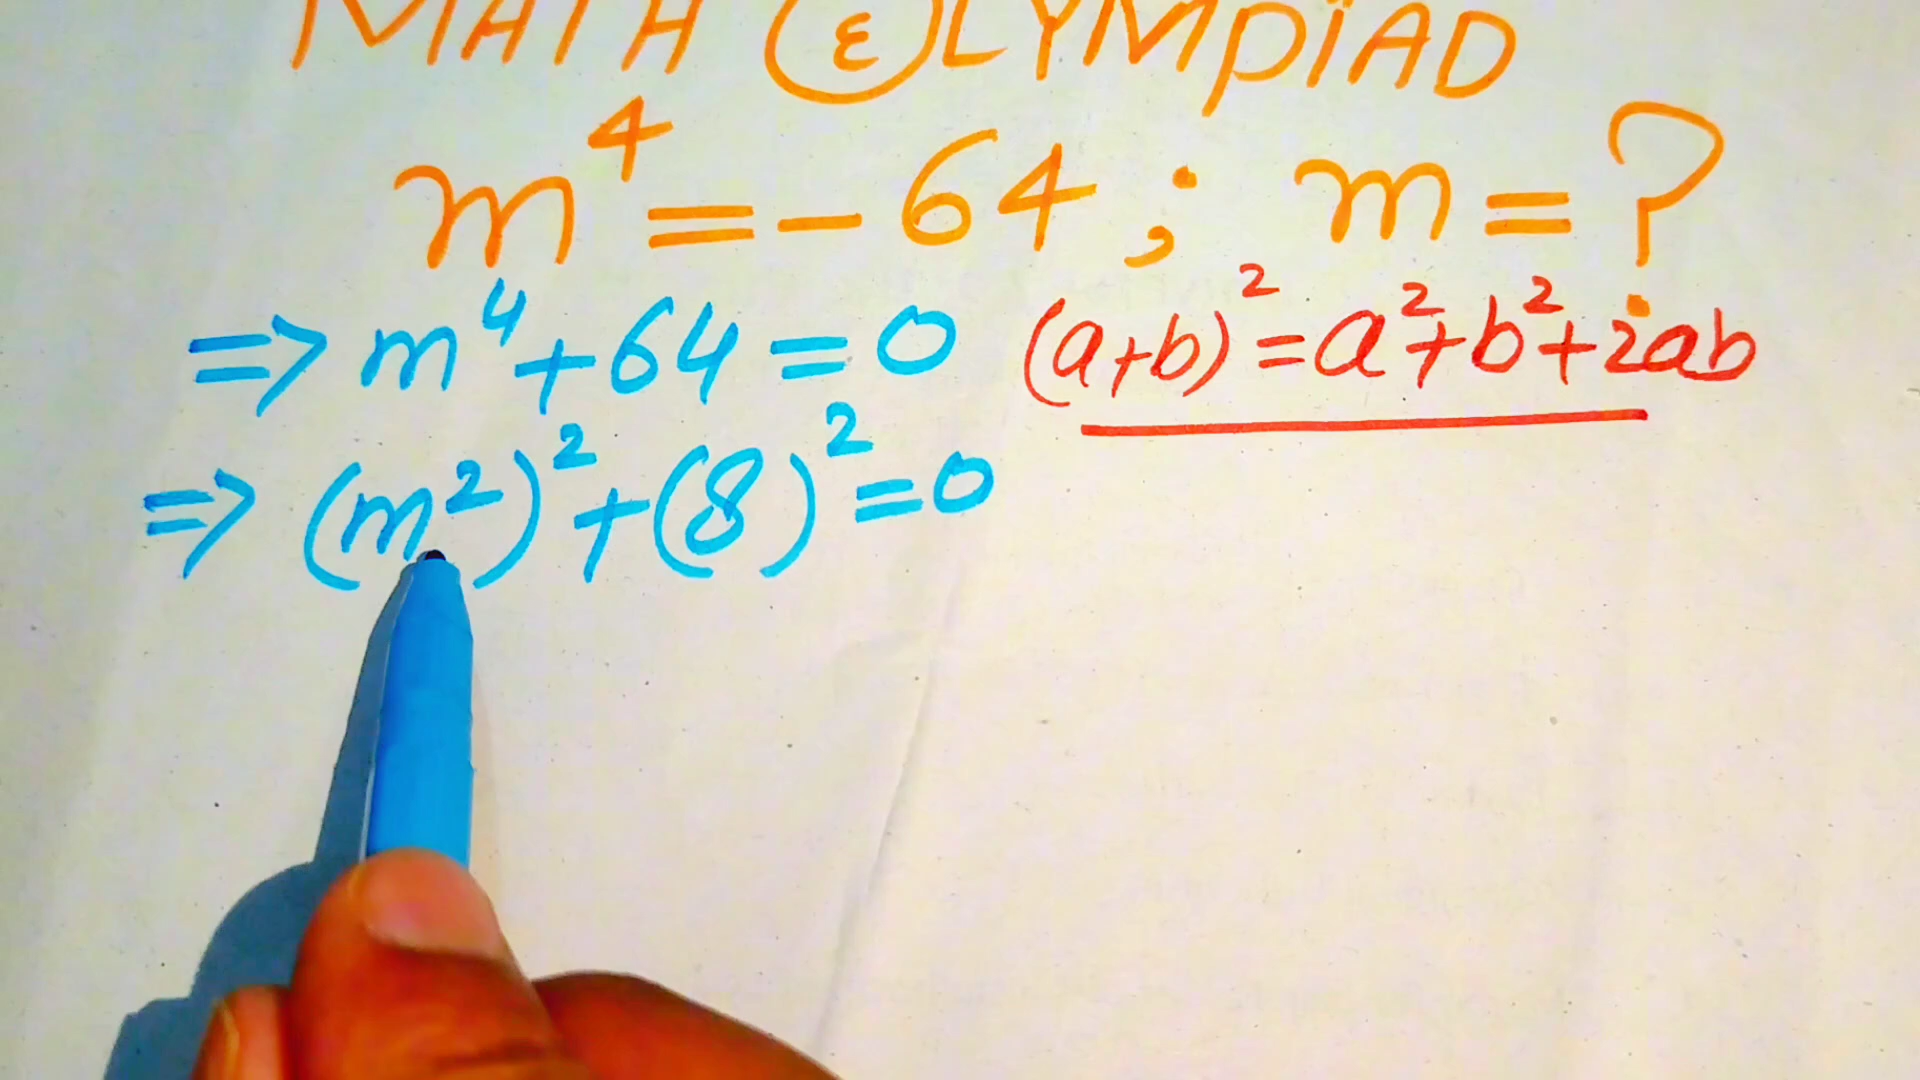 MATH OLYMPIAD
m⁴ = -64 ; m = ?
⇒ m⁴ + 64 = 0
(a+b)² = a² + b² + 2ab
⇒ (m²)² + (8)² = 0